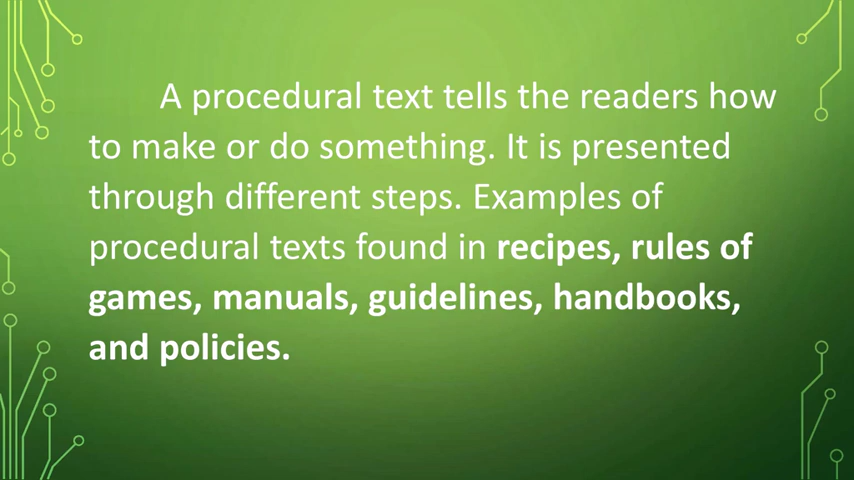 A procedural text tells the readers how
to make or do something. It is presented
through different steps. Examples of
procedural texts found in recipes, rules of
games, manuals, guidelines, handbooks,
and policies.